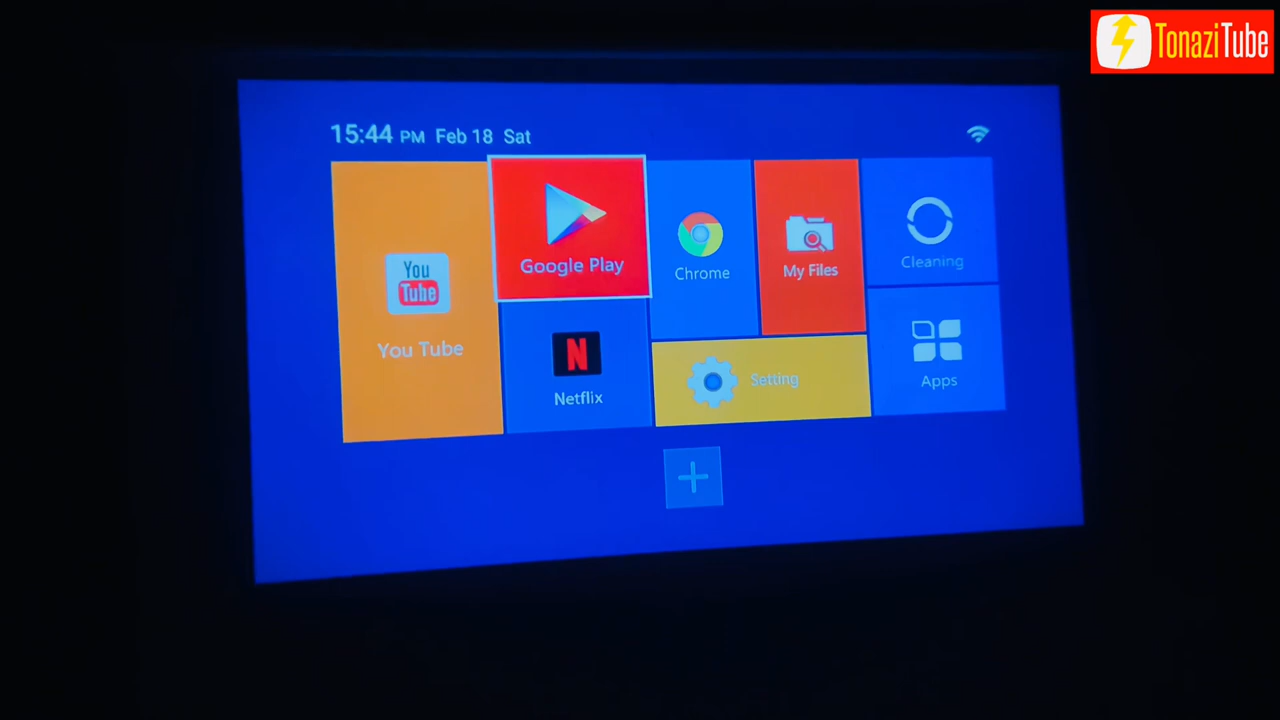 TonaziTube
15:44 PM Feb 18 Sat
You
Tube
You Tube
Google Play
N
Netflix
Chrome
My Files
Setting
Cleaning
Apps